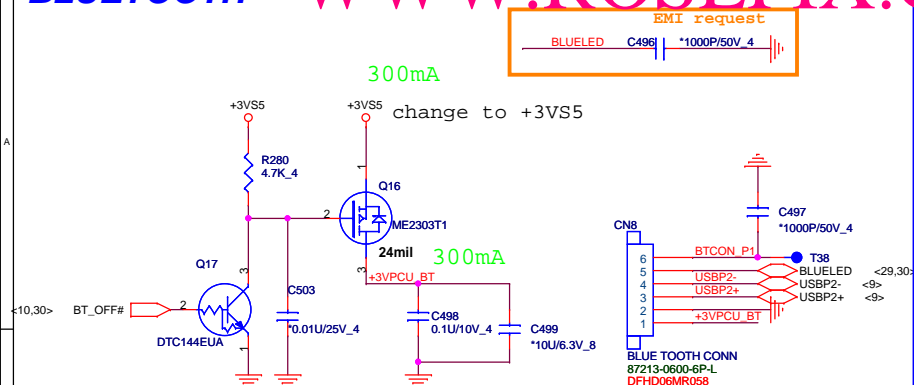 BLUETOOTH
EMI request
BLUELED C496 *1000P/50V_4
300mA
+3VS5 +3VS5 change to +3VS5
A
R280
4.7K_4
1
Q16
2
ME2303T1
24mil
3
300mA
+3VPCU_BT
Q17
3
<10,30> BT_OFF# 2
DTC144EUA
1
C503
*0.01U/25V_4
C498
0.1U/10V_4
C499
*10U/6.3V_8
C497
*1000P/50V_4
CN8
6 BTCON_P1 T38
5 BLUELED <29,30>
4 USBP2- USBP2- <9>
3 USBP2+ USBP2+ <9>
2
1 +3VPCU_BT
BLUE TOOTH CONN
87213-0600-6P-L
DFHD06MR058